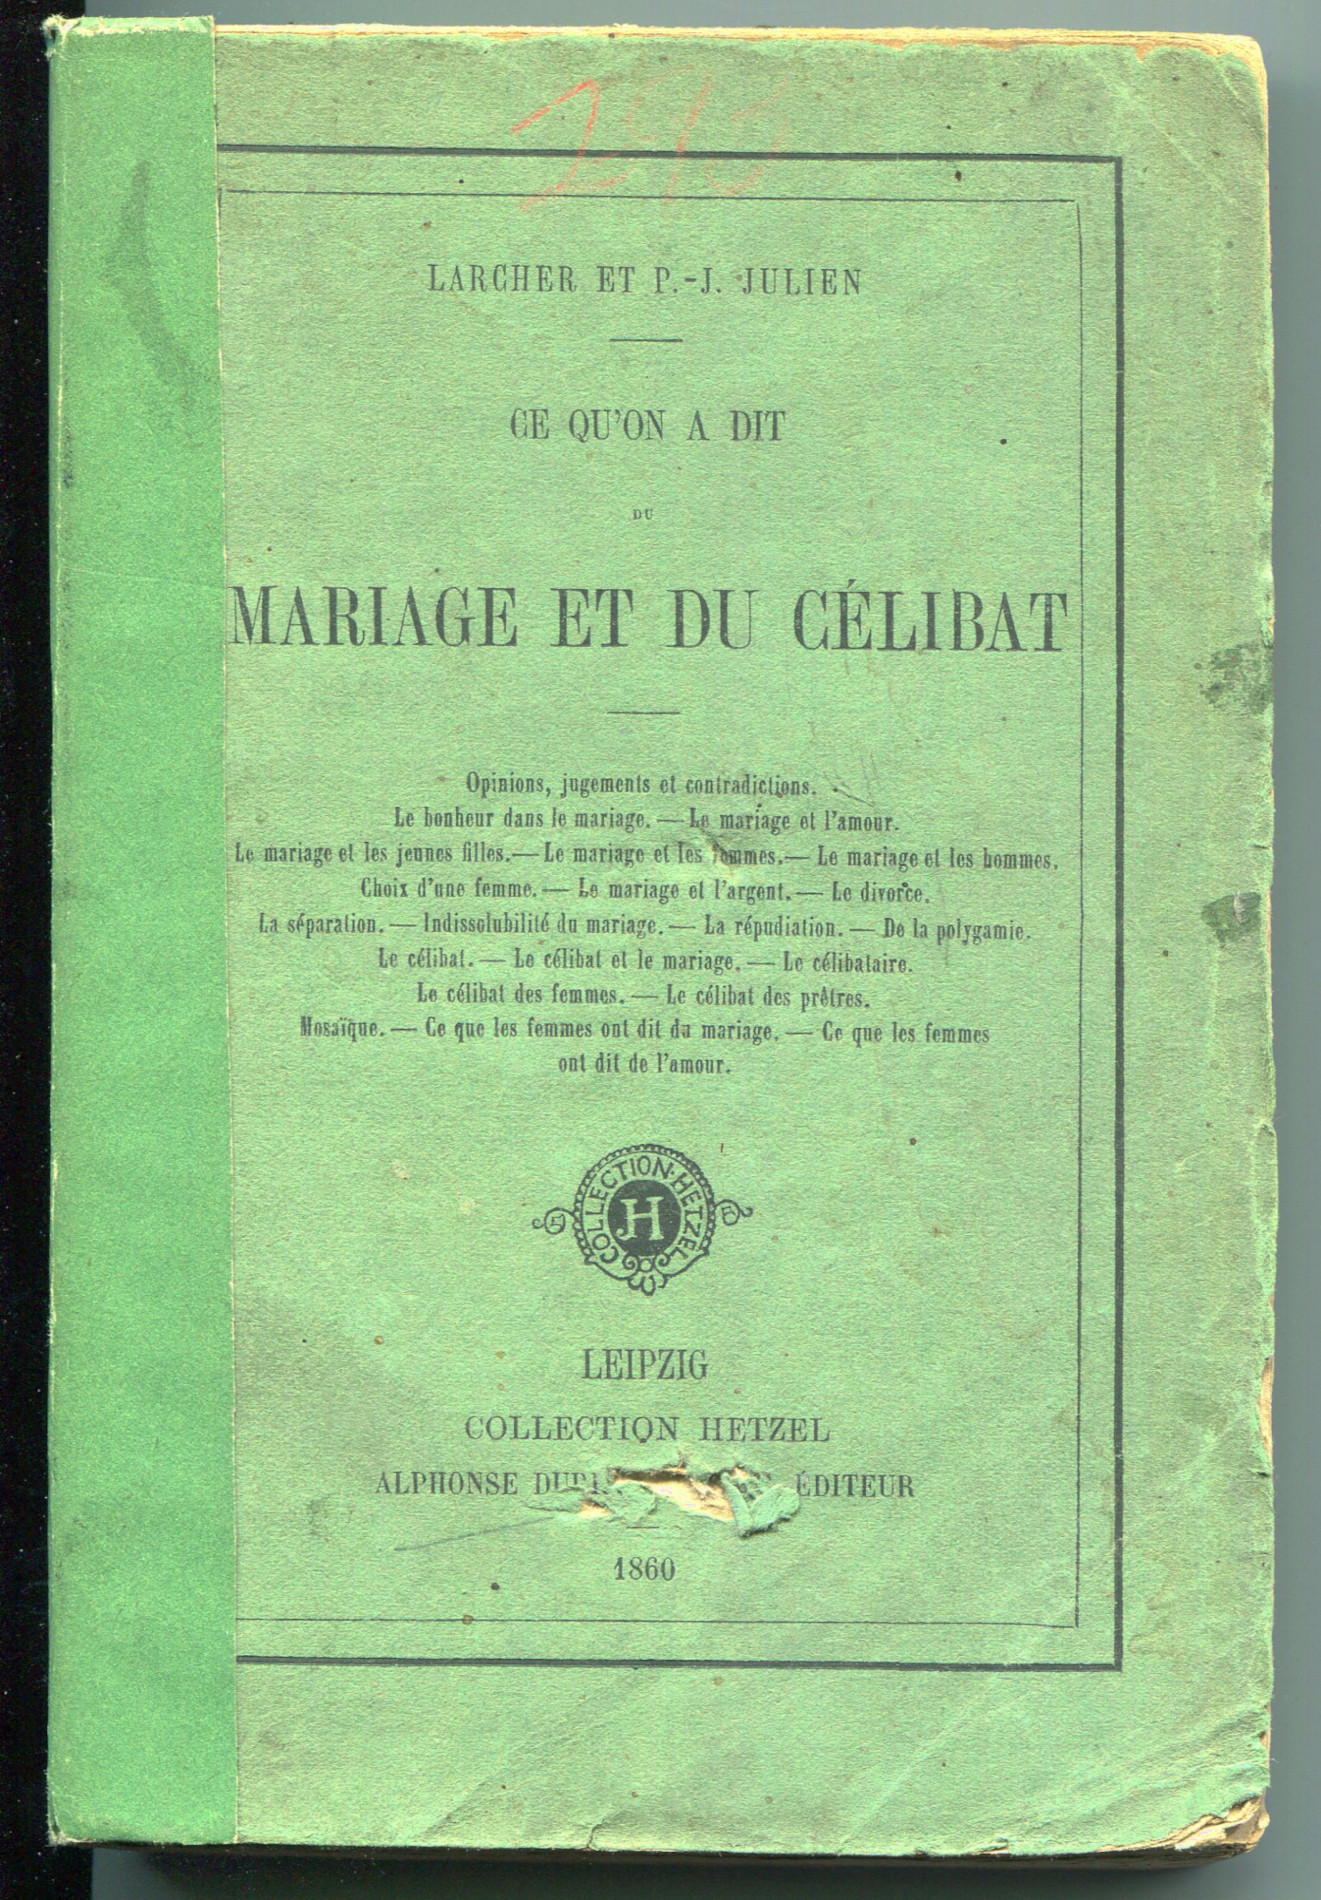 295
LARCHER ET P.-J. JULIEN
CE QU'ON A DIT
DU
MARIAGE ET DU CÉLIBAT
Opinions, jugements et contradictions.
Le bonheur dans le mariage. — Le mariage et l'amour.
Le mariage et les jeunes filles. — Le mariage et les femmes. — Le mariage et les hommes.
Choix d'une femme. — Le mariage et l'argent. — Le divorce.
La séparation. — Indissolubilité du mariage. — La répudiation. — De la polygamie.
Le célibat. — Le célibat et le mariage. — Le célibataire.
Le célibat des femmes. — Le célibat des prêtres.
Mosaïque. — Ce que les femmes ont dit du mariage. — Ce que les femmes
ont dit de l'amour.
COLLECTION HETZEL
H
LEIPZIG
COLLECTION HETZEL
ALPHONSE ÉDITEUR
1860